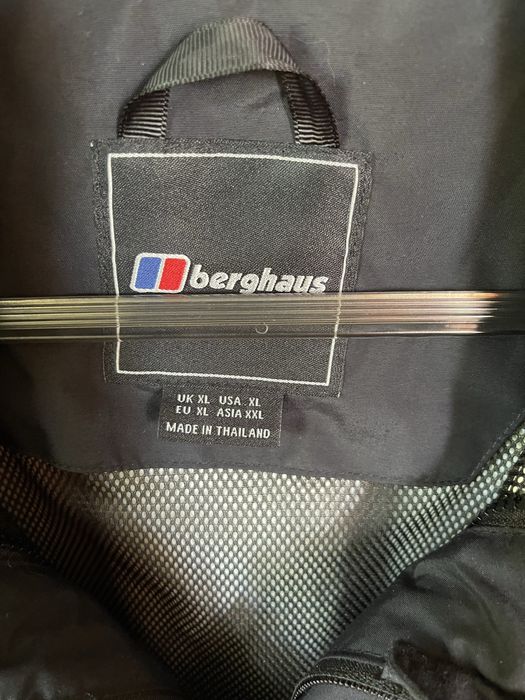 berghaus
UK XL USA XL
EU XL ASIA XXL
MADE IN THAILAND